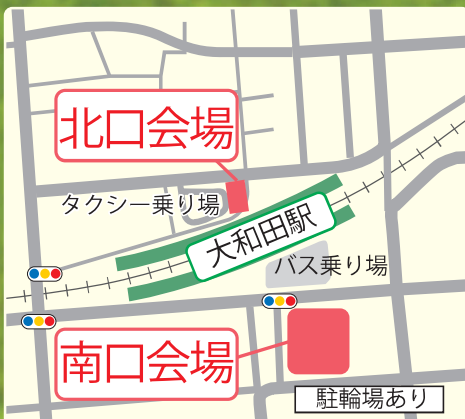 北口会場
タクシー乗り場
大和田駅
バス乗り場
南口会場
駐輪場あり